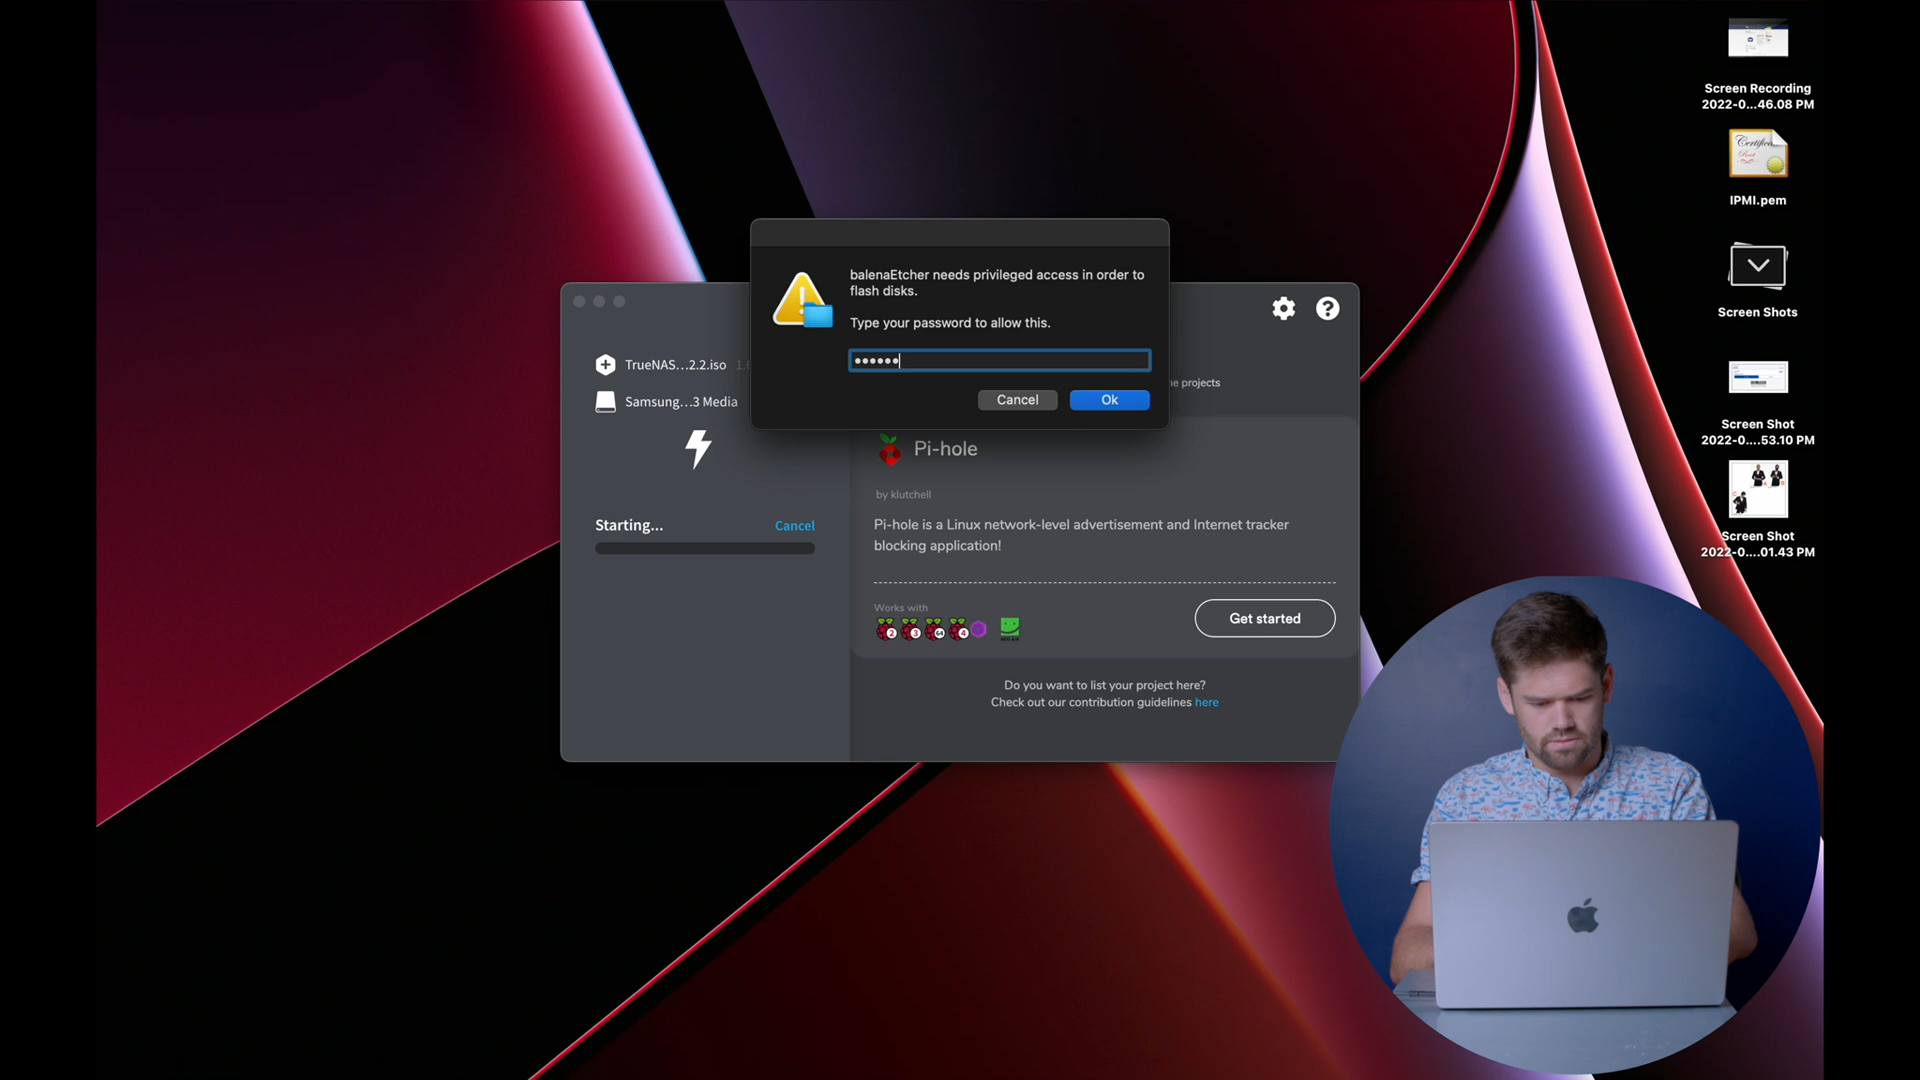 Screen Recording
2022-0...46.08 PM
IPMI.pem
Screen Shots
Screen Shot
2022-0....53.10 PM
Screen Shot
2022-0....01.43 PM
balenaEtcher needs privileged access in order to
flash disks.
Type your password to allow this.
Cancel
Ok
TrueNAS...2.2.iso
Samsung...3 Media
projects
Starting...
Cancel
Pi-hole
by klutchell
Pi-hole is a Linux network-level advertisement and Internet tracker
blocking application!
Works with
Get started
Do you want to list your project here?
Check out our contribution guidelines here